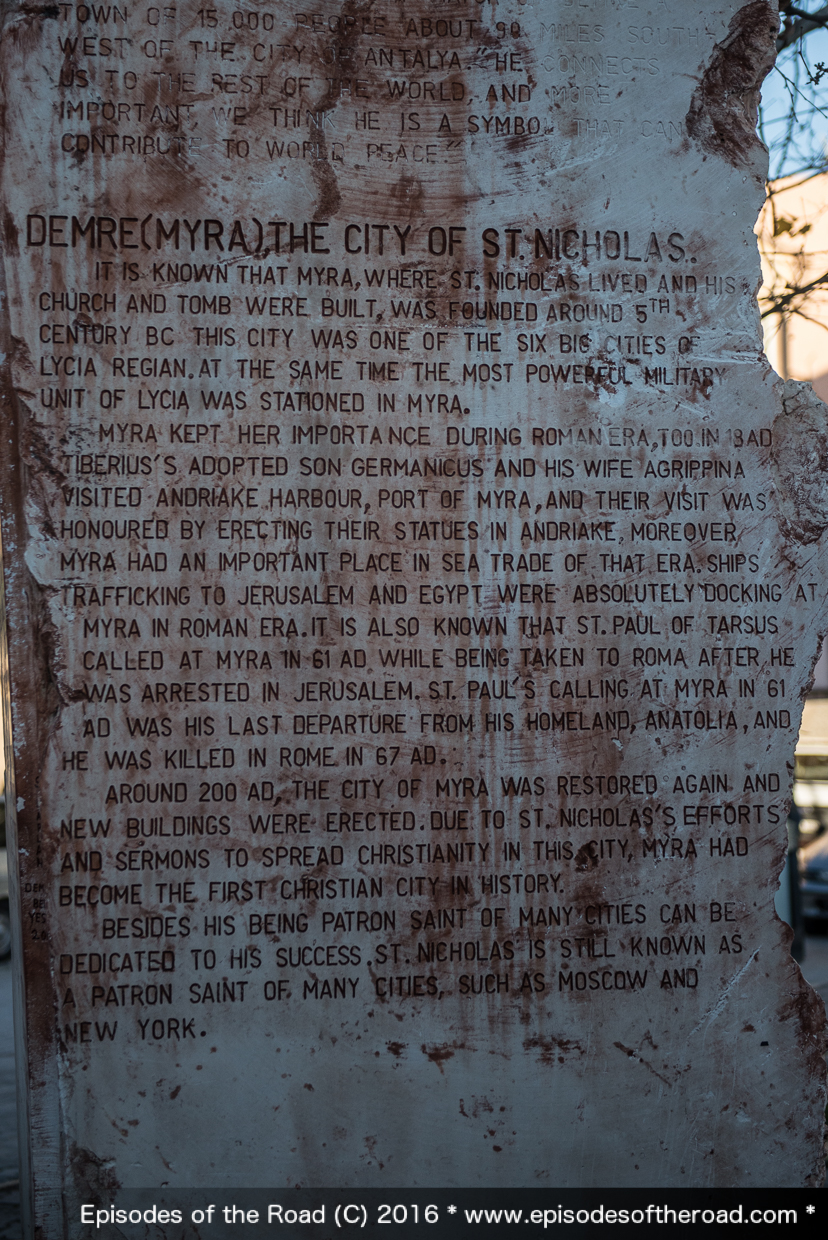 TOWN OF 15,000 PEOPLE ABOUT 90 MILES SOUTH-
WEST OF THE CITY OF ANTALYA. "HE CONNECTS
US TO THE REST OF THE WORLD, AND MORE
IMPORTANT, WE THINK HE IS A SYMBOL THAT CAN
CONTRIBUTE TO WORLD PEACE."
DEMRE(MYRA),THE CITY OF ST. NICHOLAS.
IT IS KNOWN THAT MYRA, WHERE ST. NICHOLAS LIVED AND HIS
CHURCH AND TOMB WERE BUILT, WAS FOUNDED AROUND 5TH
CENTURY BC THIS CITY WAS ONE OF THE SIX BIG CITIES OF
LYCIA REGIAN. AT THE SAME TIME THE MOST POWERFUL MILITARY
UNIT OF LYCIA WAS STATIONED IN MYRA.
MYRA KEPT HER IMPORTANCE DURING ROMAN ERA, TOO. IN 18 AD
TIBERIUS'S ADOPTED SON GERMANICUS AND HIS WIFE AGRIPPINA
VISITED ANDRIAKE HARBOUR, PORT OF MYRA, AND THEIR VISIT WAS
HONOURED BY ERECTING THEIR STATUES IN ANDRIAKE, MOREOVER
MYRA HAD AN IMPORTANT PLACE IN SEA TRADE OF THAT ERA. SHIPS
TRAFFICKING TO JERUSALEM AND EGYPT WERE ABSOLUTELY DOCKING AT
MYRA IN ROMAN ERA. IT IS ALSO KNOWN THAT ST. PAUL OF TARSUS
CALLED AT MYRA IN 61 AD WHILE BEING TAKEN TO ROMA AFTER HE
WAS ARRESTED IN JERUSALEM. ST. PAUL'S CALLING AT MYRA IN 61
AD WAS HIS LAST DEPARTURE FROM HIS HOMELAND, ANATOLIA, AND
HE WAS KILLED IN ROME IN 67 AD.
AROUND 200 AD, THE CITY OF MYRA WAS RESTORED AGAIN AND
NEW BUILDINGS WERE ERECTED. DUE TO ST. NICHOLAS'S EFFORTS
AND SERMONS TO SPREAD CHRISTIANITY IN THIS CITY, MYRA HAD
BECOME THE FIRST CHRISTIAN CITY IN HISTORY.
BESIDES HIS BEING PATRON SAINT OF MANY CITIES CAN BE
DEDICATED TO HIS SUCCESS. ST. NICHOLAS IS STILL KNOWN AS
A PATRON SAINT OF MANY CITIES, SUCH AS MOSCOW AND
NEW YORK.
Episodes of the Road (C) 2016 * www.episodesoftheroad.com *